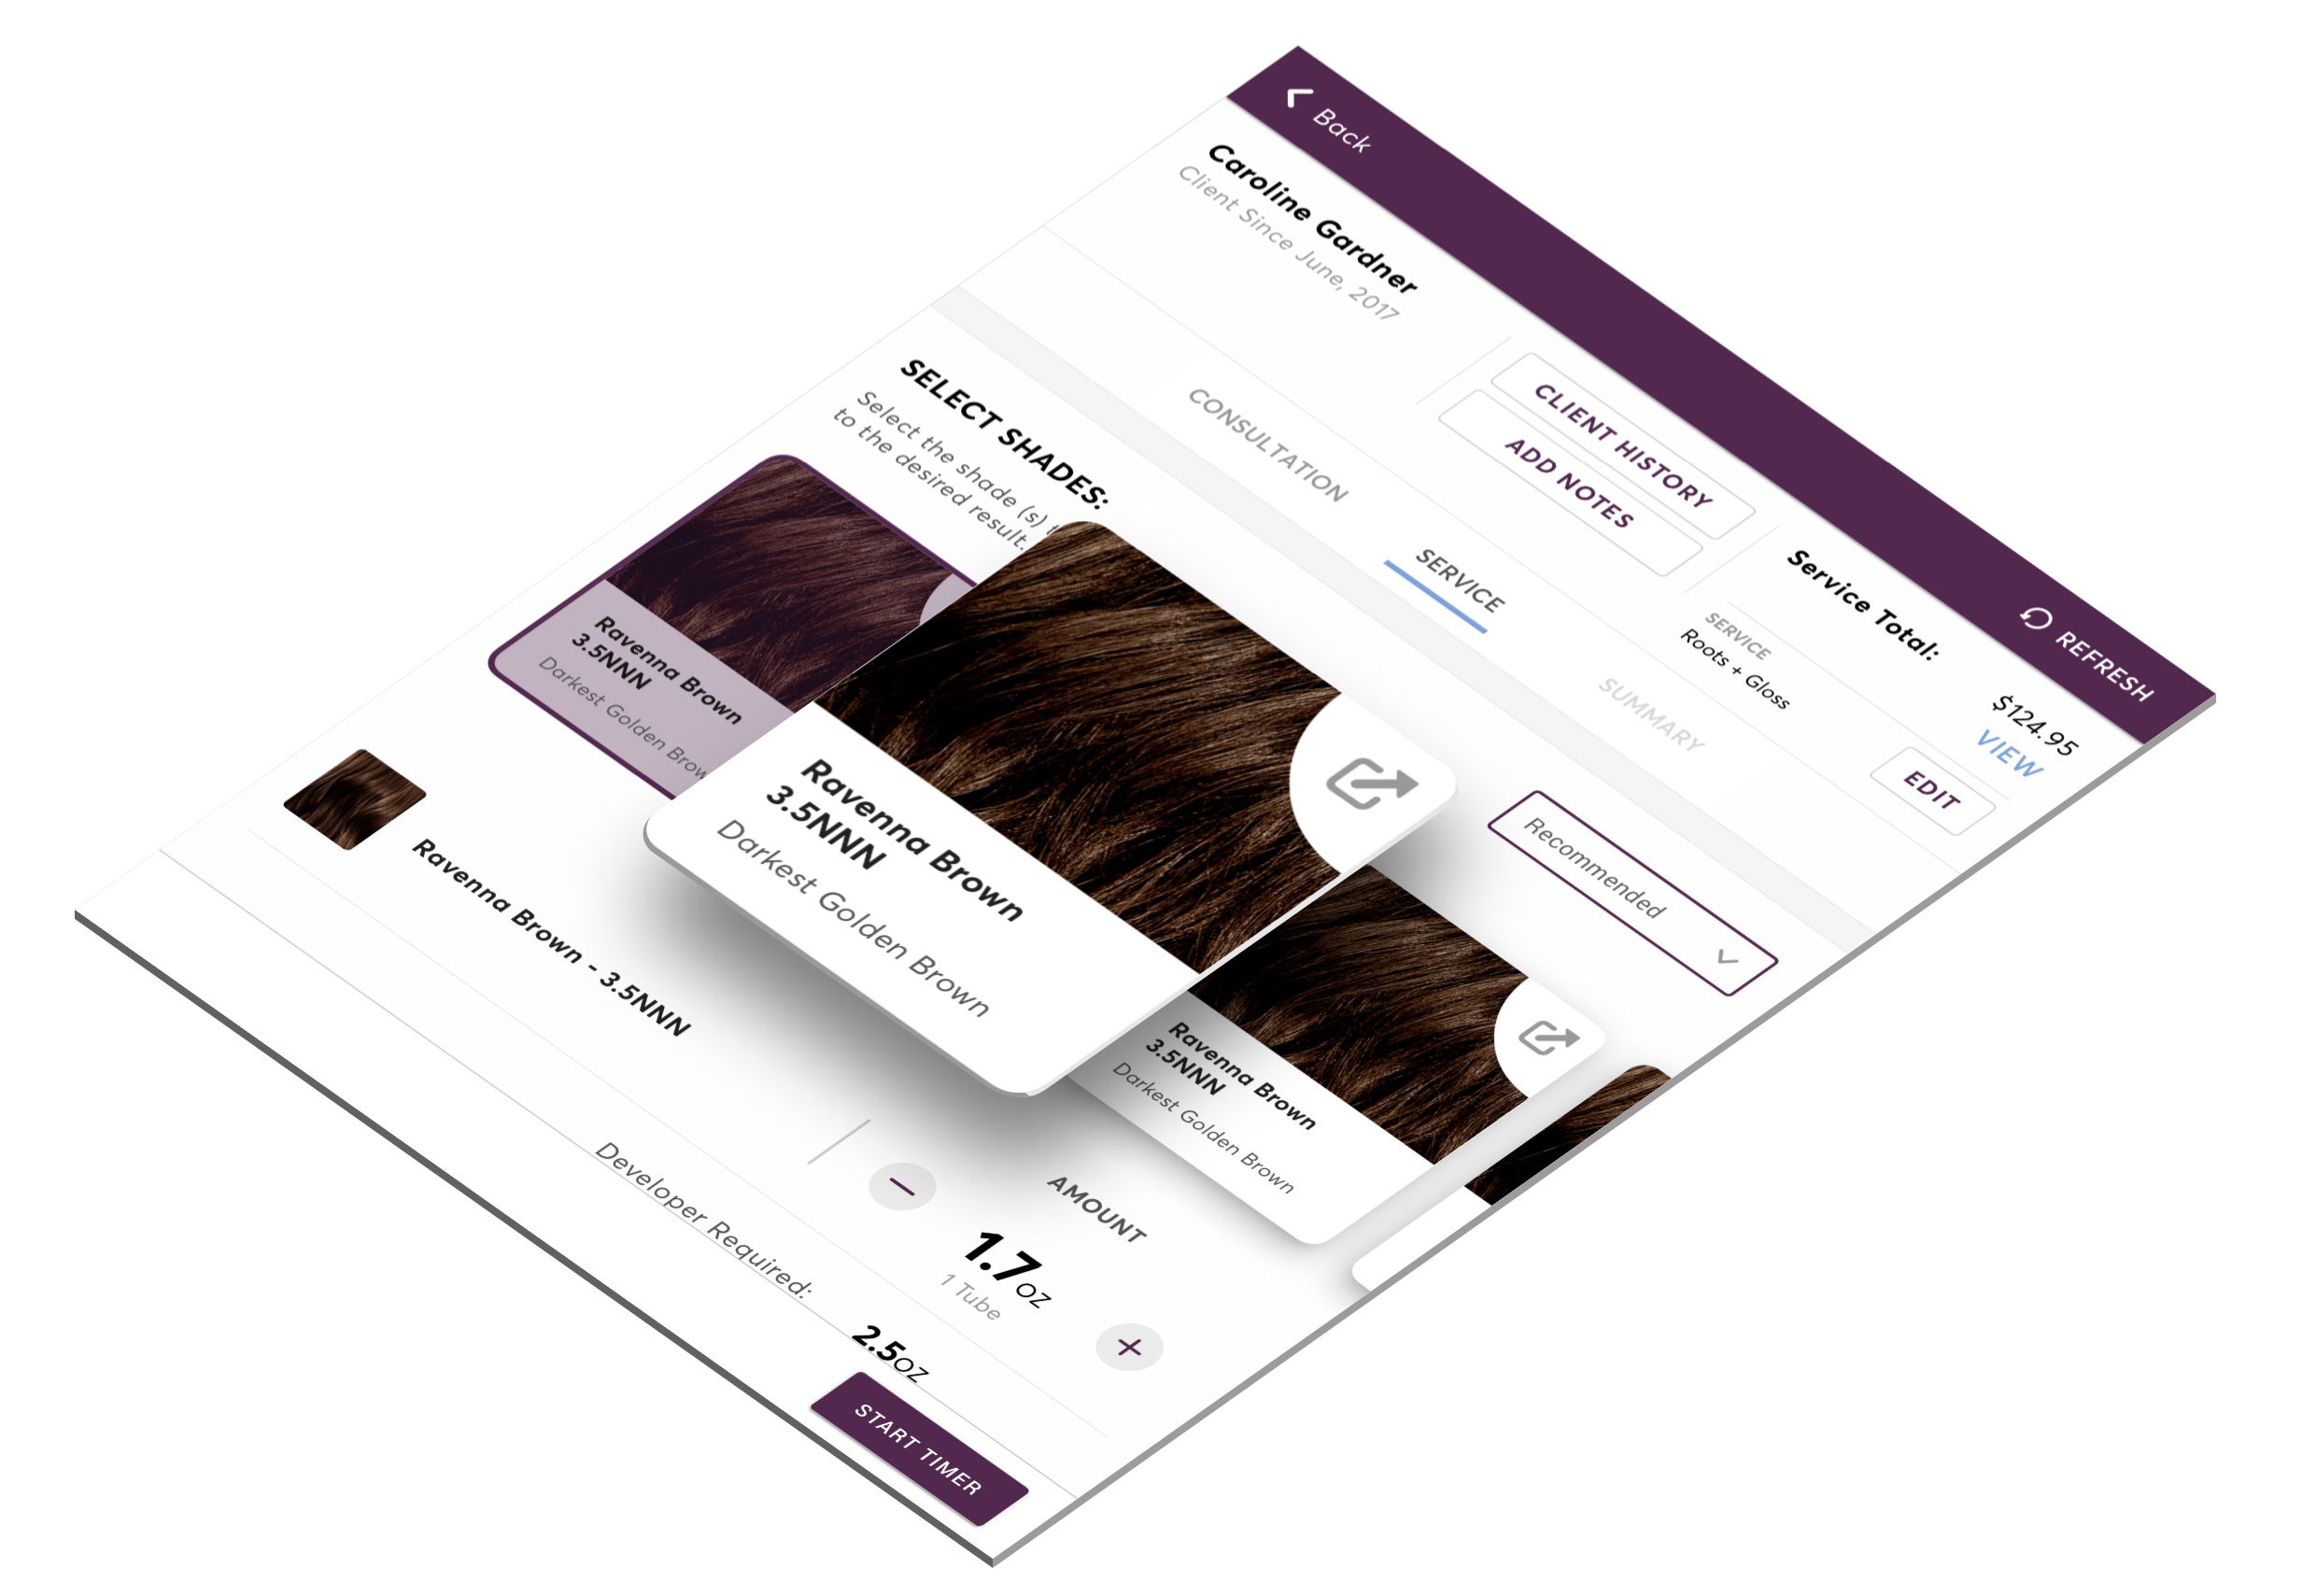 Back
REFRESH
Caroline Gardner
Client Since June, 2017
CLIENT HISTORY
ADD NOTES
Service Total:
$124.95
VIEW
SERVICE
Roots + Gloss
EDIT
CONSULTATION
SERVICE
SUMMARY
SELECT SHADES:
Select the shade (s)
to the desired result.
Recommended
Ravenna Brown
3.5NNN
Darkest Golden Brow
Ravenna Brown
3.5NNN
Darkest Golden Brown
Ravenna Brown
3.5NNN
Darkest Golden Brown
Ravenna Brown - 3.5NNN
AMOUNT
1.7OZ
1 Tube
Developer Required:
2.5OZ
START TIMER